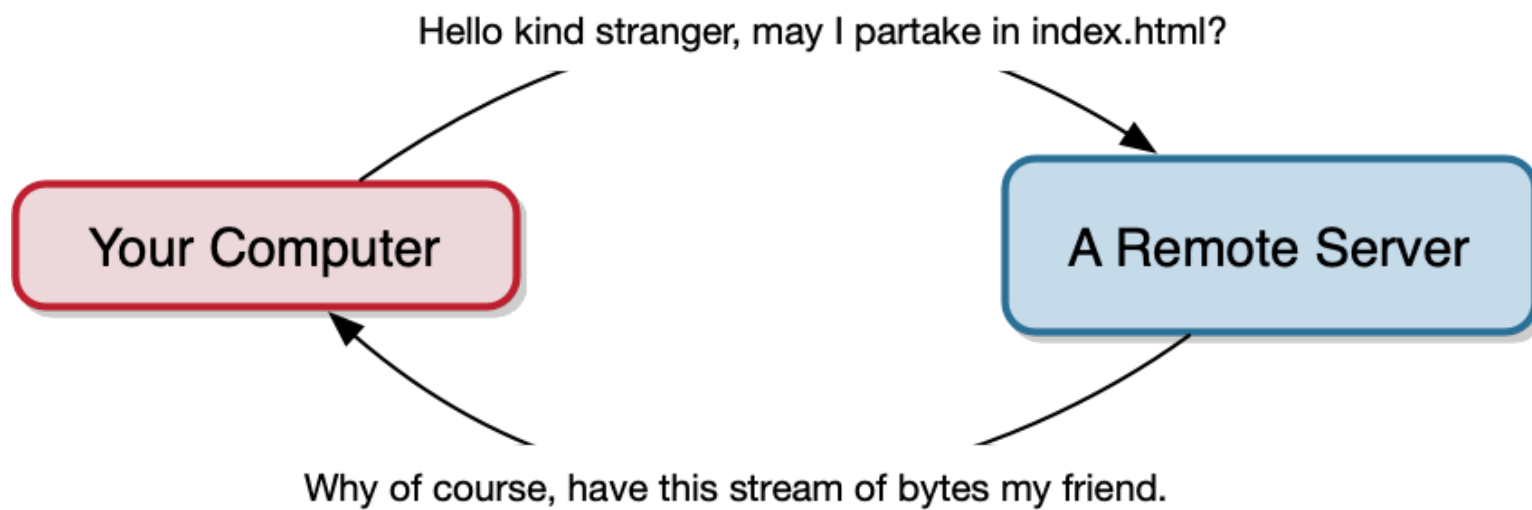 Hello kind stranger, may I partake in index.html?
Your Computer
A Remote Server
Why of course, have this stream of bytes my friend.